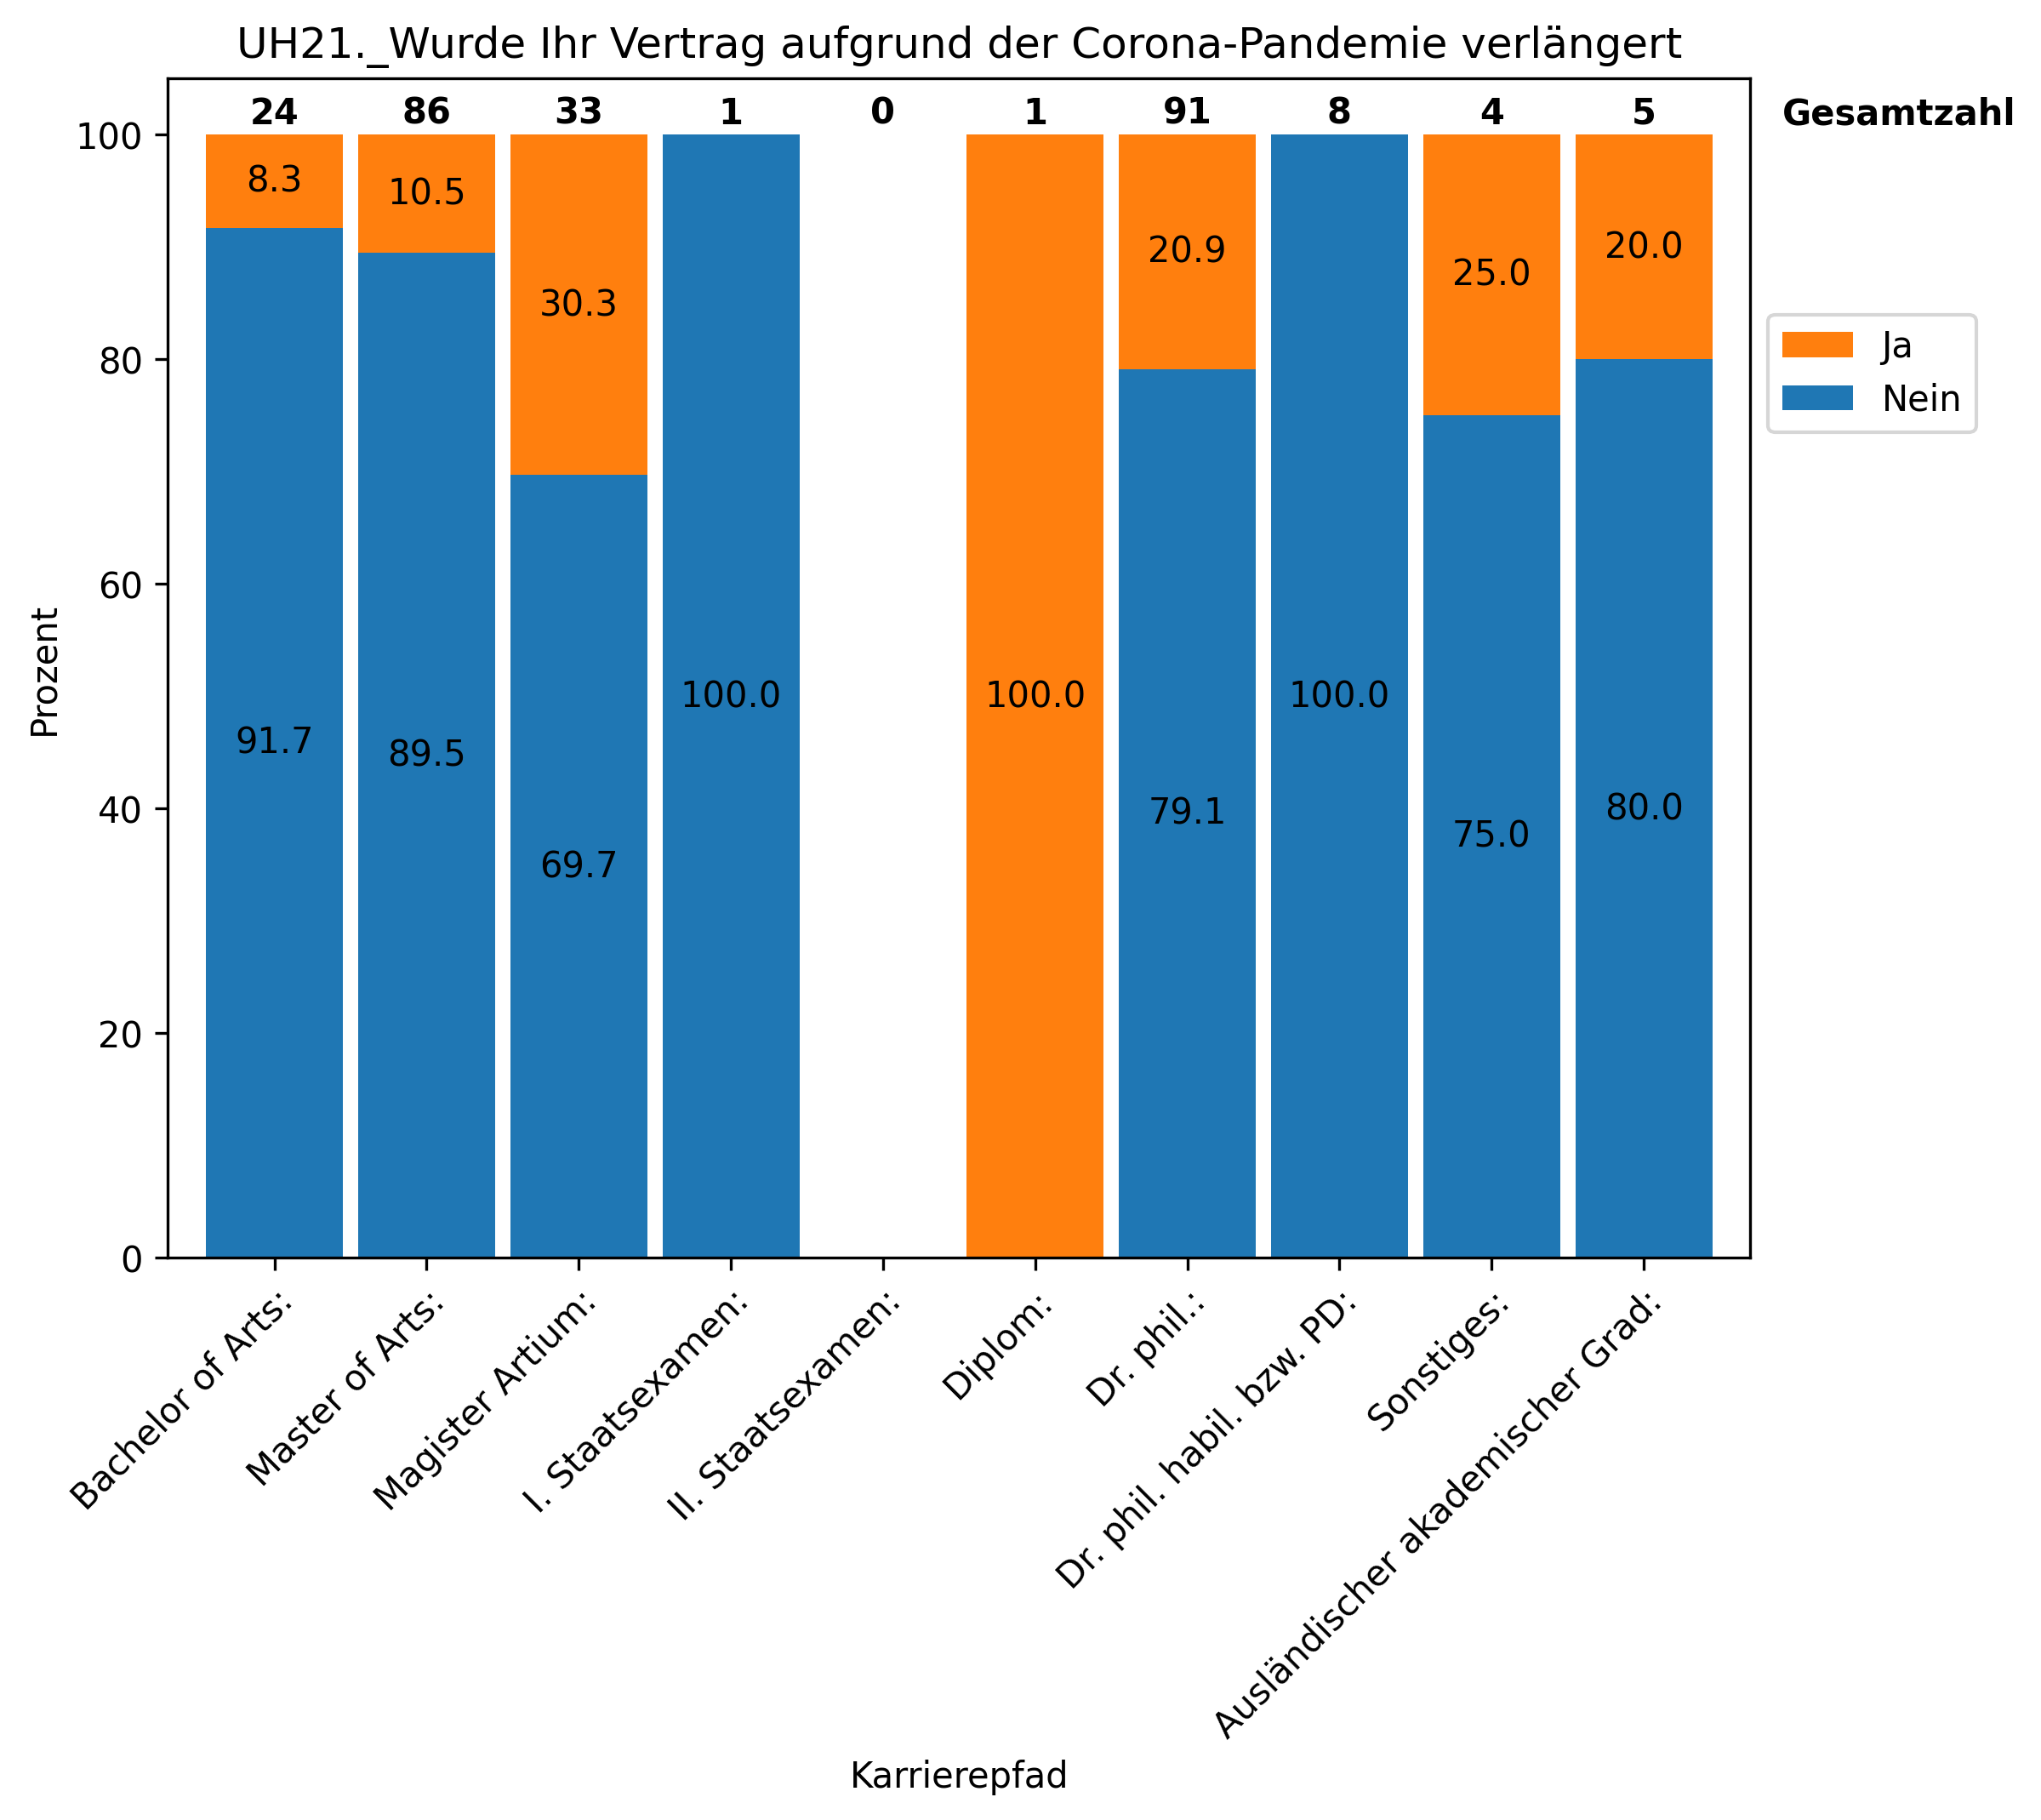 UH21._Wurde Ihr Vertrag aufgrund der Corona-Pandemie verlängert
24 86 33 1 0 1 91 8 4 5 Gesamtzahl
100
80
60
40
20
0
Prozent
8.3
10.5
30.3
20.9
25.0
20.0
91.7
89.5
69.7
100.0
100.0
79.1
100.0
75.0
80.0
Ja
Nein
Bachelor of Arts:
Master of Arts:
Magister Artium:
I. Staatsexamen:
II. Staatsexamen:
Diplom:
Dr. phil.:
Dr. phil. habil. bzw. PD:
Sonstiges:
Ausländischer akademischer Grad:
Karrierepfad